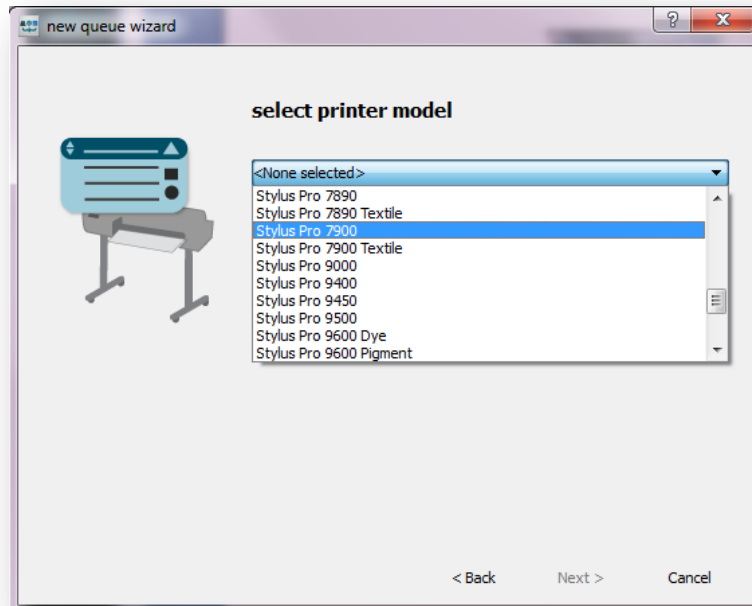 new queue wizard
select printer model
<None selected>
Stylus Pro 7890
Stylus Pro 7890 Textile
Stylus Pro 7900
Stylus Pro 7900 Textile
Stylus Pro 9000
Stylus Pro 9400
Stylus Pro 9450
Stylus Pro 9500
Stylus Pro 9600 Dye
Stylus Pro 9600 Pigment
< Back Next > Cancel